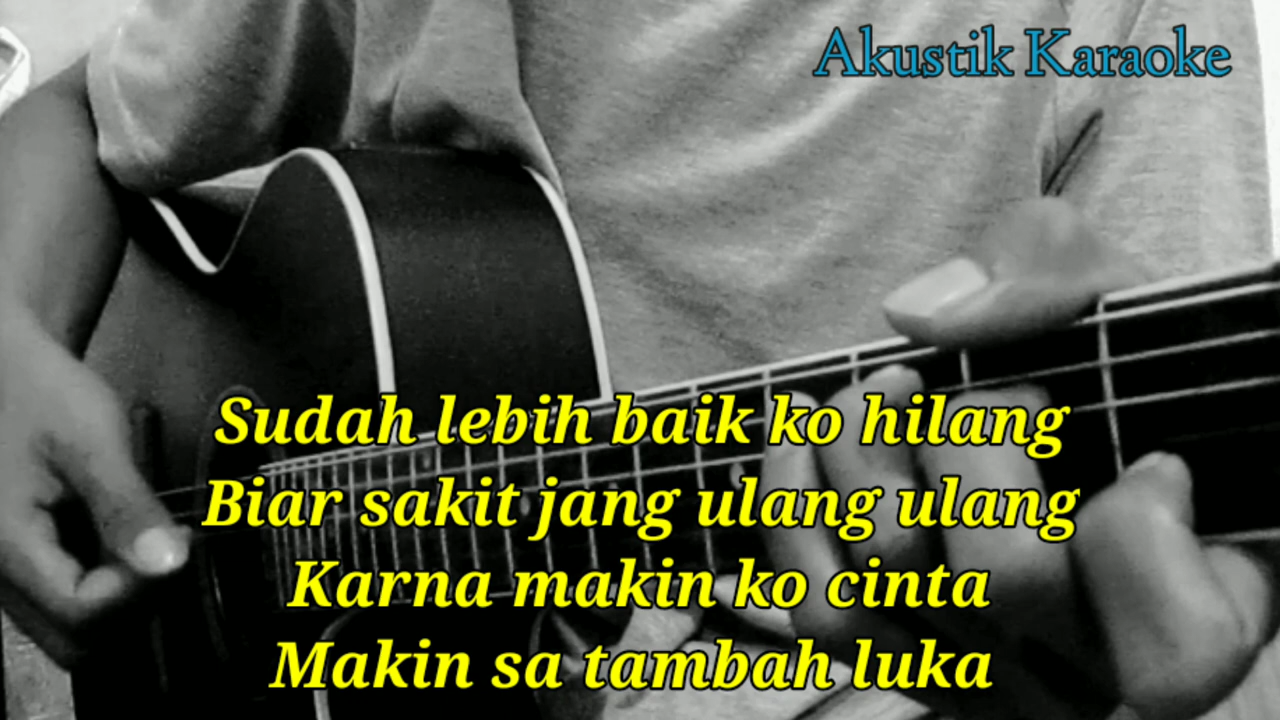 Akustik Karaoke
Sudah lebih baik ko hilang
Biar sakit jang ulang ulang
Karna makin ko cinta
Makin sa tambah luka